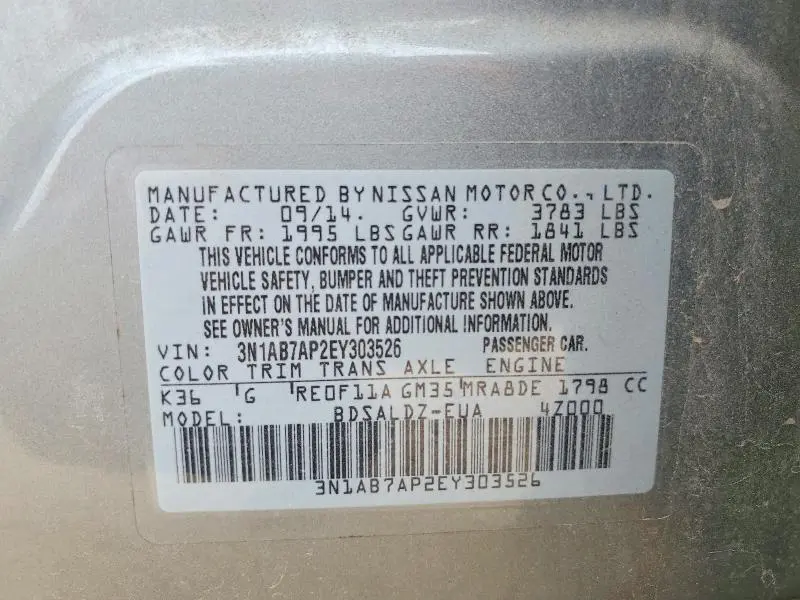 MANUFACTURED BY NISSAN MOTOR CO., LTD.
DATE: 09/14. GVWR: 3783 LBS
GAWR FR: 1995 LBS GAWR RR: 1841 LBS
THIS VEHICLE CONFORMS TO ALL APPLICABLE FEDERAL MOTOR
VEHICLE SAFETY, BUMPER AND THEFT PREVENTION STANDARDS
IN EFFECT ON THE DATE OF MANUFACTURE SHOWN ABOVE.
SEE OWNER'S MANUAL FOR ADDITIONAL INFORMATION.
VIN: 3N1AB7AP2EY303526 PASSENGER CAR.
COLOR TRIM TRANS AXLE ENGINE
K36 G RE0F11A GM35 MRA8DE 1798 CC
MODEL: BDSALDZ-EUA 4Z000
3N1AB7AP2EY303526